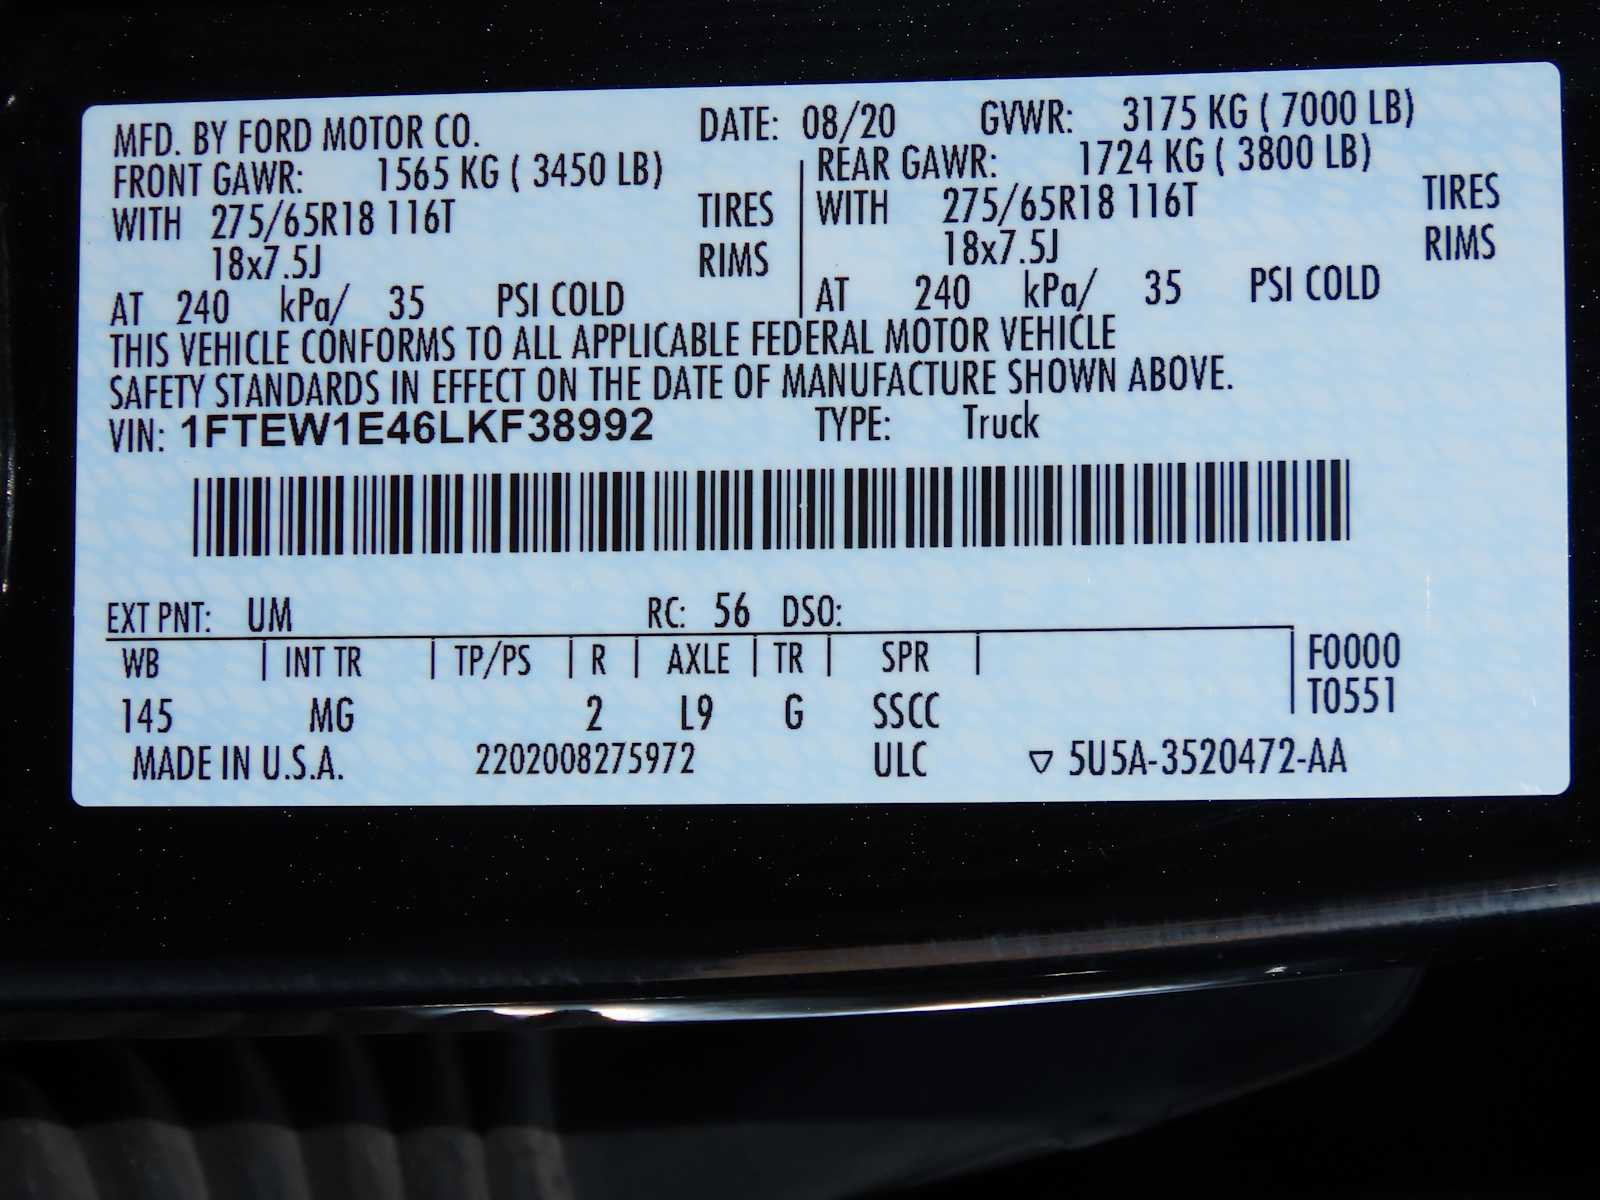 MFD. BY FORD MOTOR CO. DATE: 08/20 GVWR: 3175 KG ( 7000 LB)
FRONT GAWR: 1565 KG ( 3450 LB) REAR GAWR: 1724 KG ( 3800 LB)
WITH 275/65R18 116T TIRES WITH 275/65R18 116T TIRES
18x7.5J RIMS 18x7.5J RIMS
AT 240 kPa/ 35 PSI COLD AT 240 kPa/ 35 PSI COLD
THIS VEHICLE CONFORMS TO ALL APPLICABLE FEDERAL MOTOR VEHICLE
SAFETY STANDARDS IN EFFECT ON THE DATE OF MANUFACTURE SHOWN ABOVE.
VIN: 1FTEW1E46LKF38992 TYPE: Truck
EXT PNT: UM RC: 56 DSO:
WB INT TR TP/PS R AXLE TR SPR F0000
145 MG 2 L9 G SSCC T0551
MADE IN U.S.A. 2202008275972 ULC ▽ 5U5A-3520472-AA